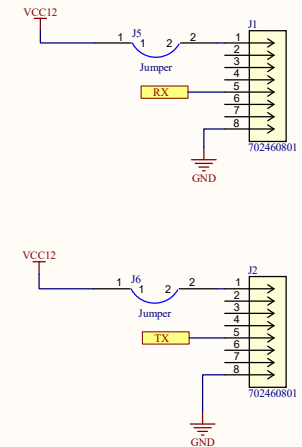 VCC12
J5
1 1 2 2
Jumper
RX
GND
J1
1
2
3
4
5
6
7
8
702460801
VCC12
J6
1 1 2 2
Jumper
TX
GND
J2
1
2
3
4
5
6
7
8
702460801